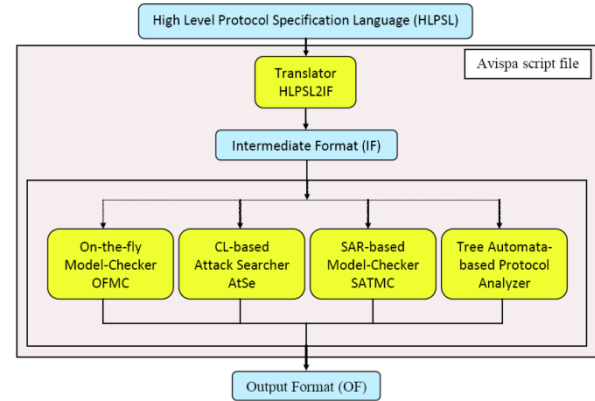 High Level Protocol Specification Language (HLPSL)
Avispa script file
Translator
HLPSL2IF
Intermediate Format (IF)
On-the-fly
Model-Checker
OFMC
CL-based
Attack Searcher
AtSe
SAR-based
Model-Checker
SATMC
Tree Automata-
based Protocol
Analyzer
Output Format (OF)